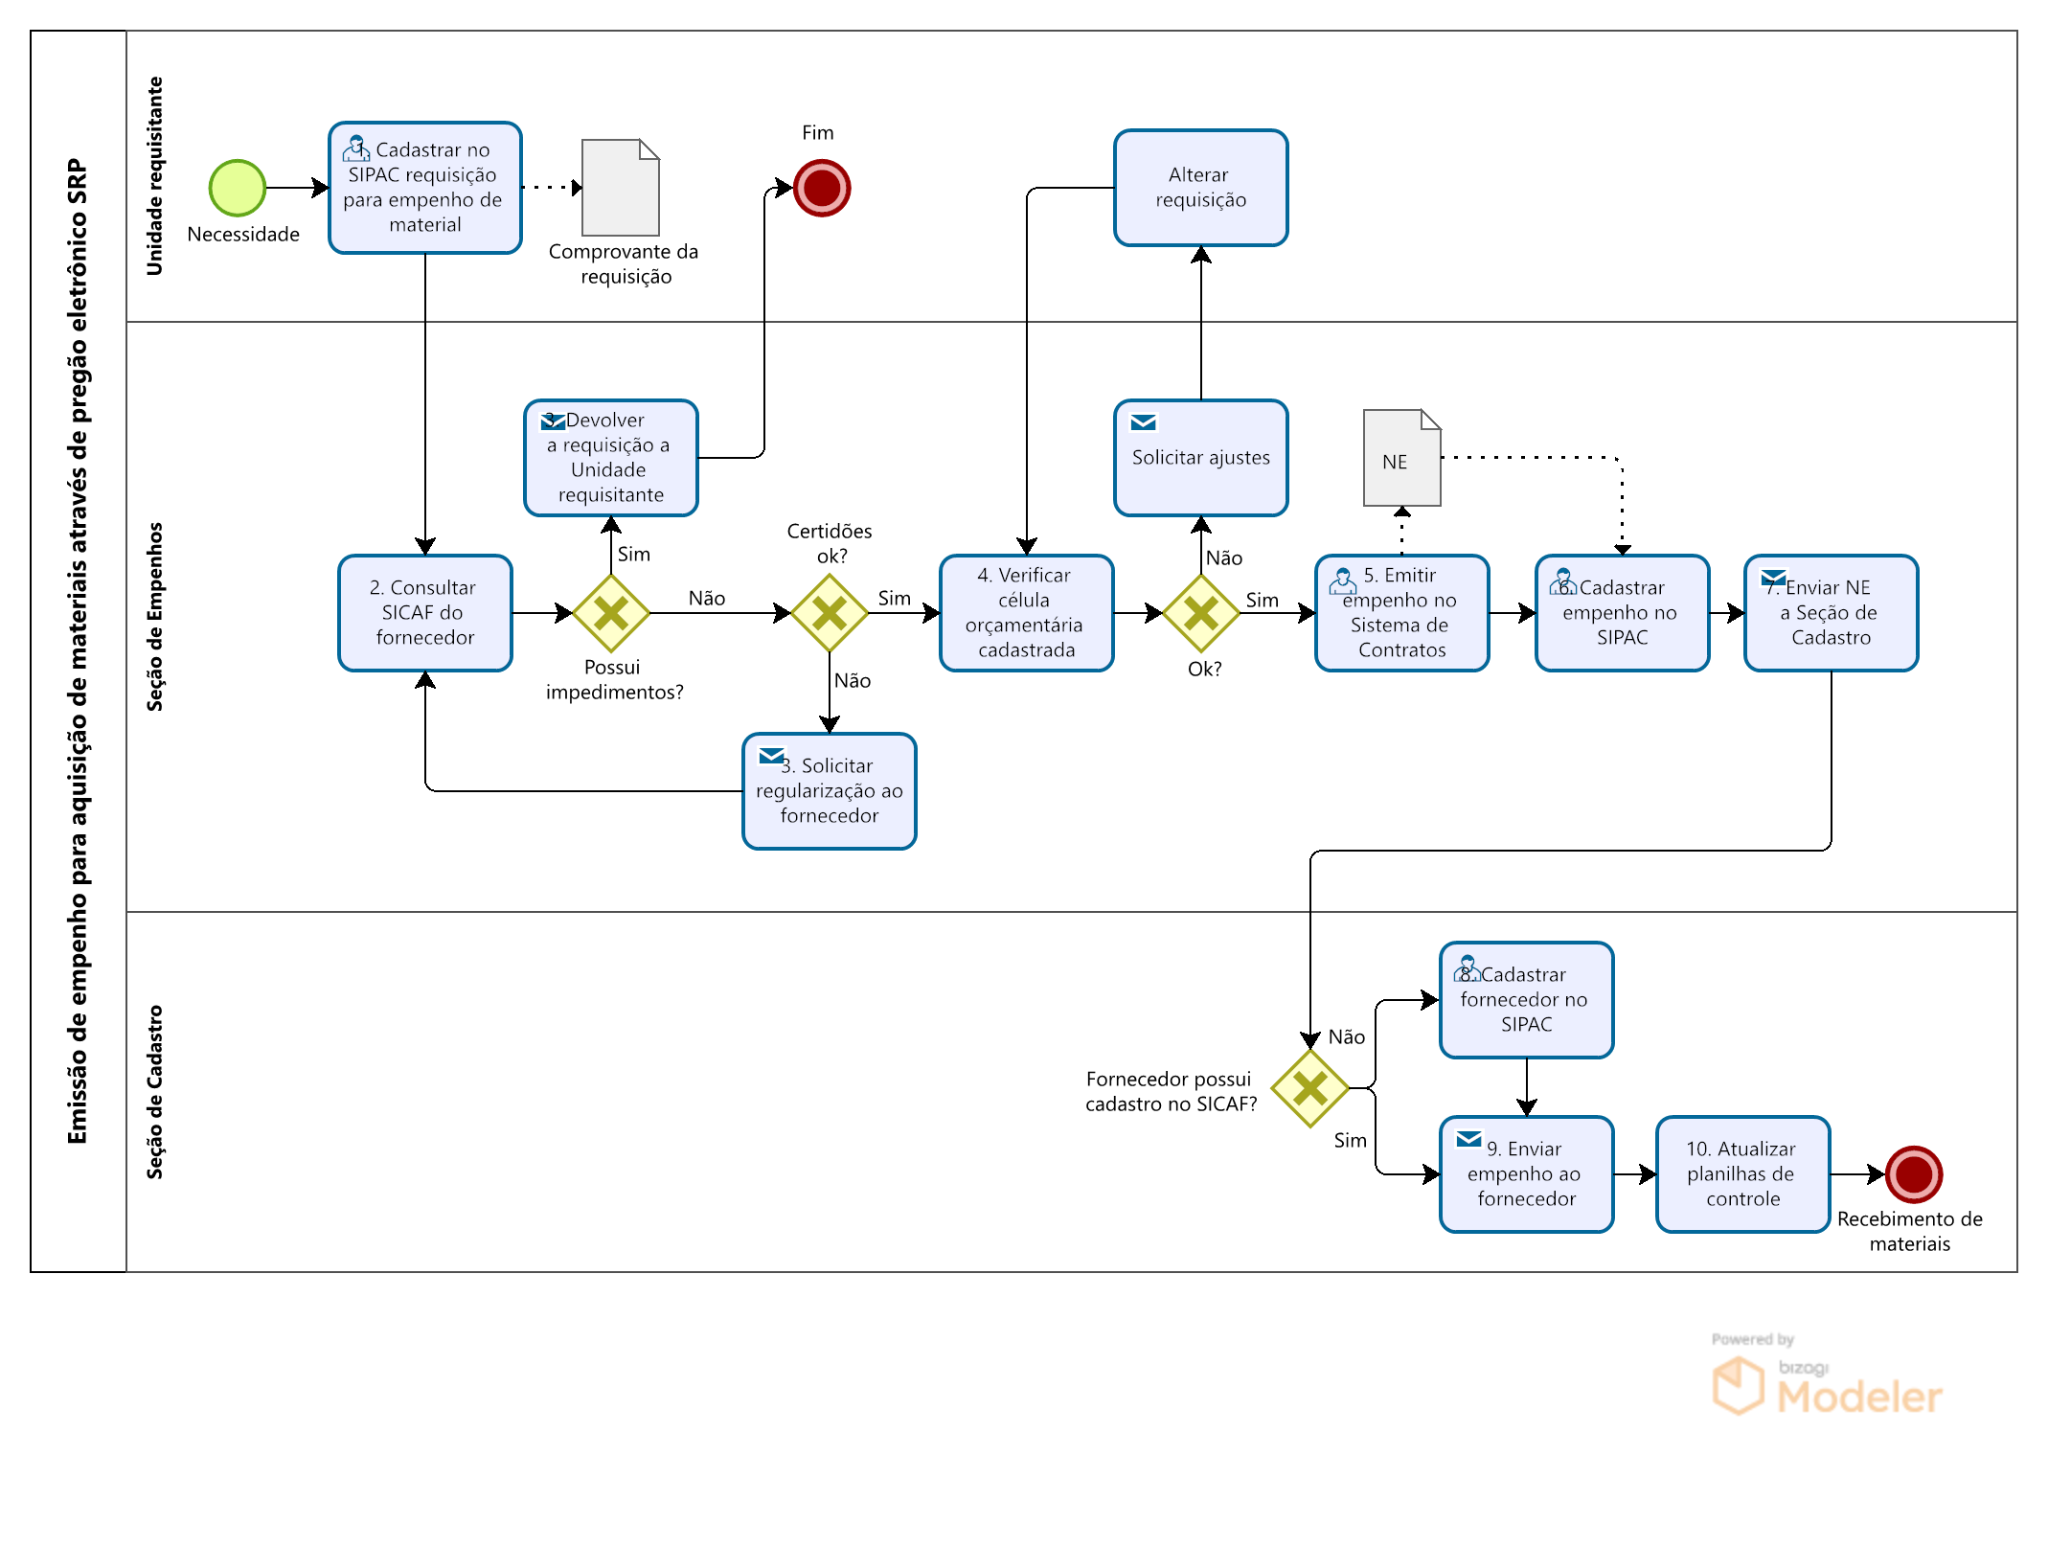 Emissão de empenho para aquisição de materiais através de pregão eletrônico SRP
Unidade requisitante
Necessidade
1. Cadastrar no
SIPAC requisição
para empenho de
material
Comprovante da
requisição
Fim
Alterar
requisição
Seção de Empenhos
2. Consultar
SICAF do
fornecedor
3. Devolver
a requisição a
Unidade
requisitante
Sim
Possui
impedimentos?
Não
Certidões
ok?
Sim
Não
3. Solicitar
regularização ao
fornecedor
4. Verificar
célula
orçamentária
cadastrada
Solicitar ajustes
Não
Ok?
Sim
NE
5. Emitir
empenho no
Sistema de
Contratos
6. Cadastrar
empenho no
SIPAC
7. Enviar NE
a Seção de
Cadastro
Seção de Cadastro
Fornecedor possui
cadastro no SICAF?
Não
Sim
8. Cadastrar
fornecedor no
SIPAC
9. Enviar
empenho ao
fornecedor
10. Atualizar
planilhas de
controle
Recebimento de
materiais
Powered by
bizagi
Modeler